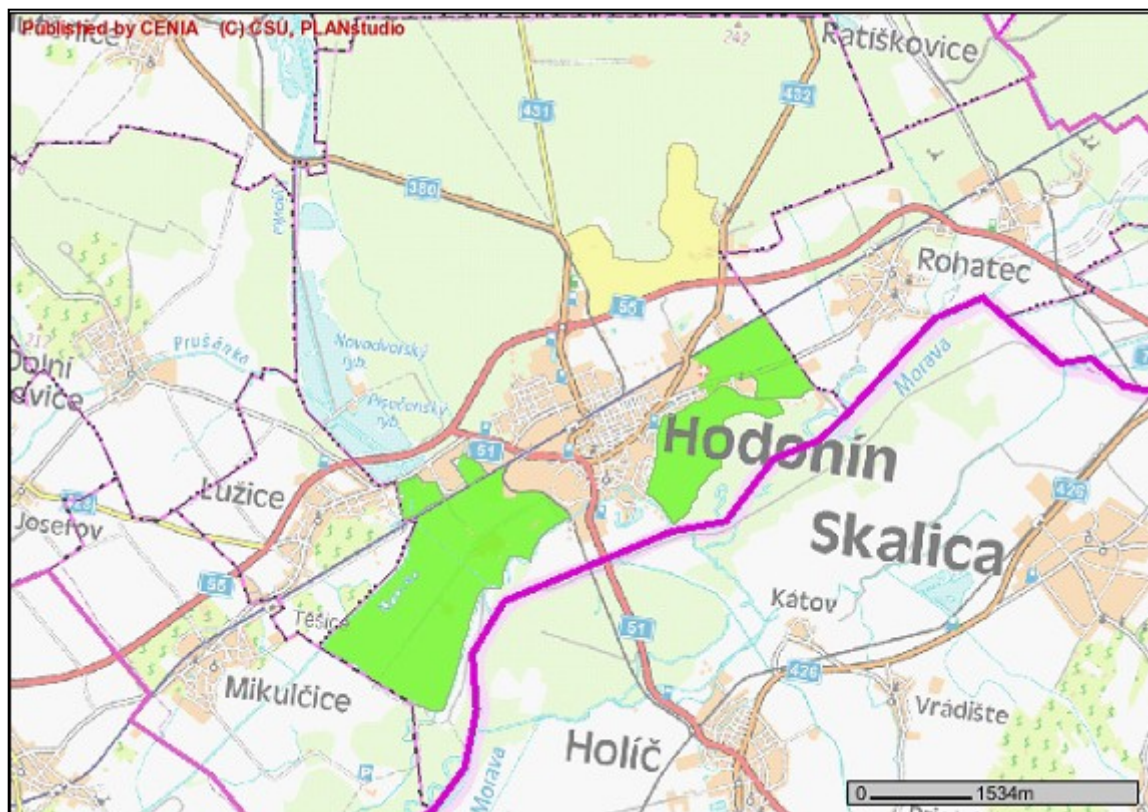 Published by CENIA (C) ČSÚ, PLANstudio
242
Ratíškovice
431
432
380
Rohatec
55
Prušánka
Novodvorský
ryb.
Písečenský
ryb.
Dolní
Morava
Hodonín
51
Lužice
Josefov
426
Skalica
55
Těšice
Kátov
51
426
Mikulčice
Vrádište
Holíč
P
Morava
0 1534m